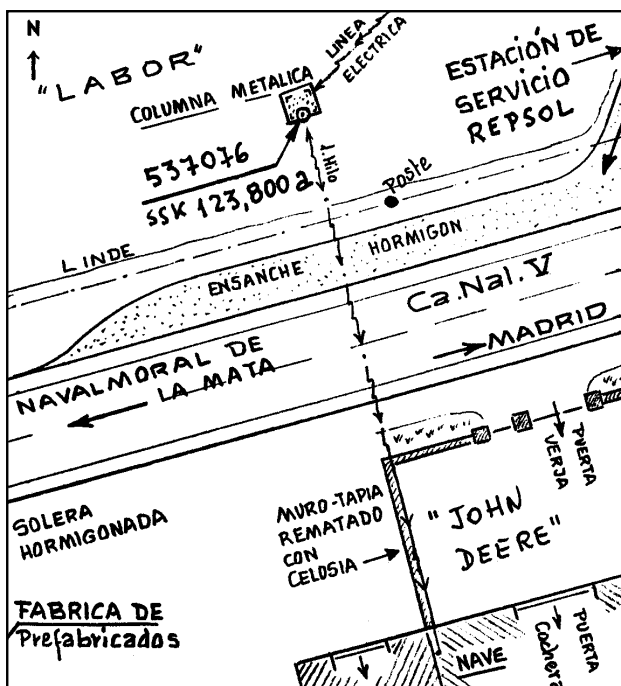 N
"LABOR"
LINEA
ELECTRICA
COLUMNA METALICA
ESTACIÓN DE
SERVICIO
REPSOL
537076
SSK 123,800 a
1. Hilo
Poste
LINDE
ENSANCHE HORMIGON
Ca. Nal. V
MADRID
NAVALMORAL DE
LA MATA
PUERTA
VERJA
SOLERA
HORMIGONADA
MURO-TAPIA
REMATADO
CON
CELOSIA
"JOHN
DEERE"
FABRICA DE
Prefabricados
NAVE
PUERTA
Cochera